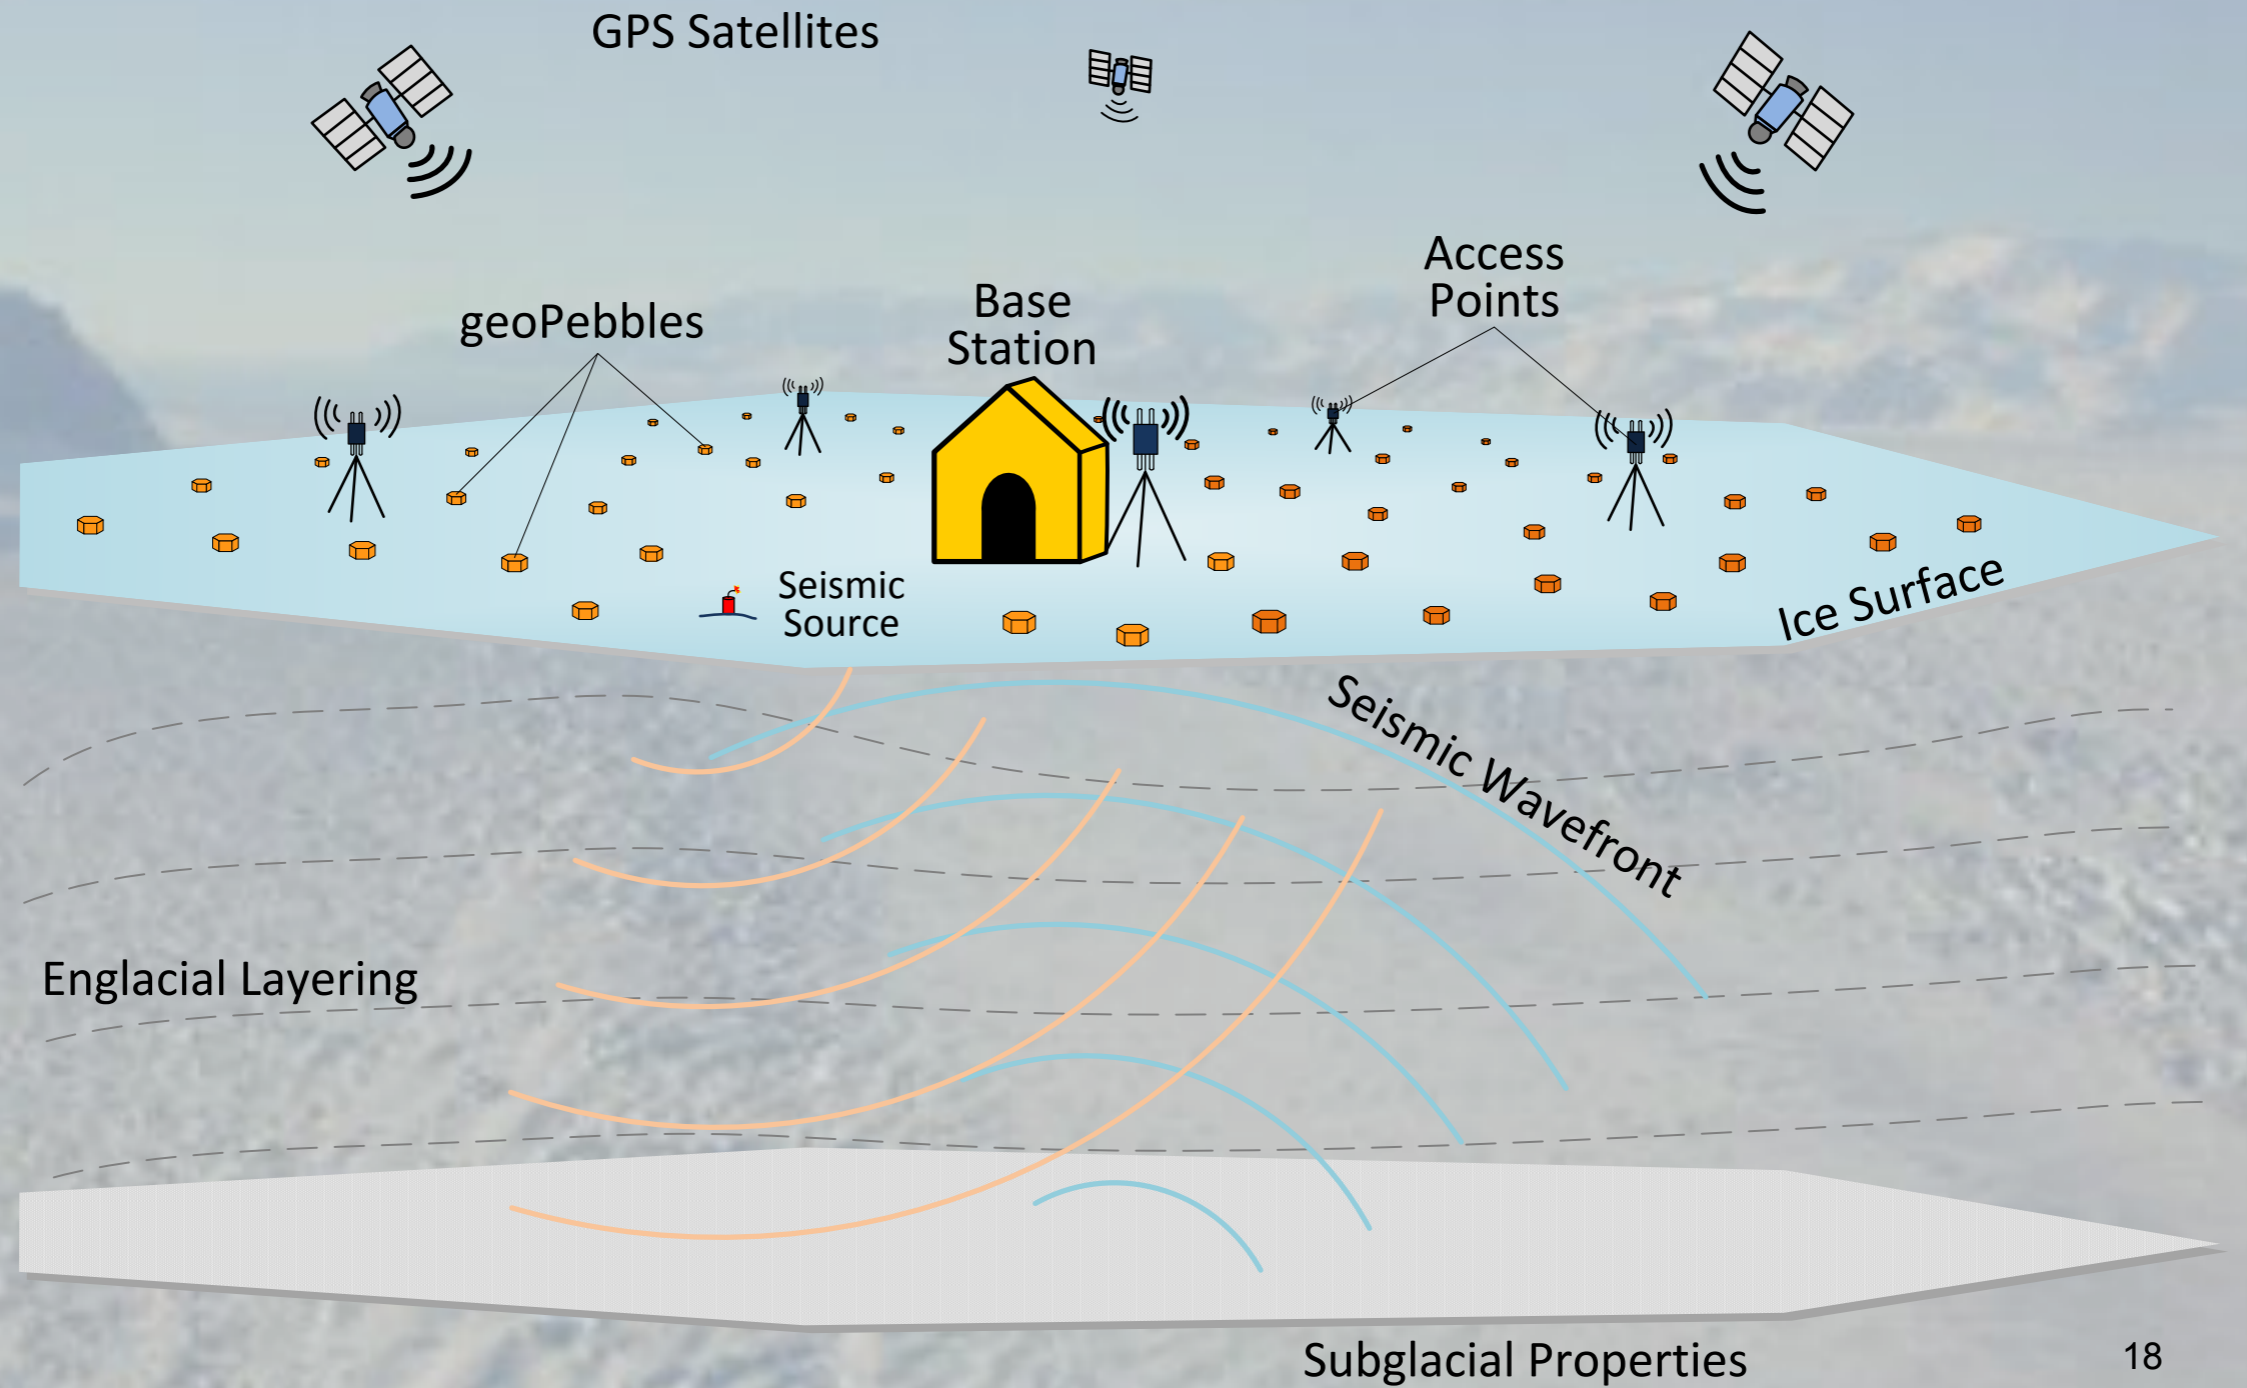 GPS Satellites
Access
Points
geoPebbles
Base
Station
Seismic
Source
Ice Surface
Seismic Wavefront
Englacial Layering
Subglacial Properties
18